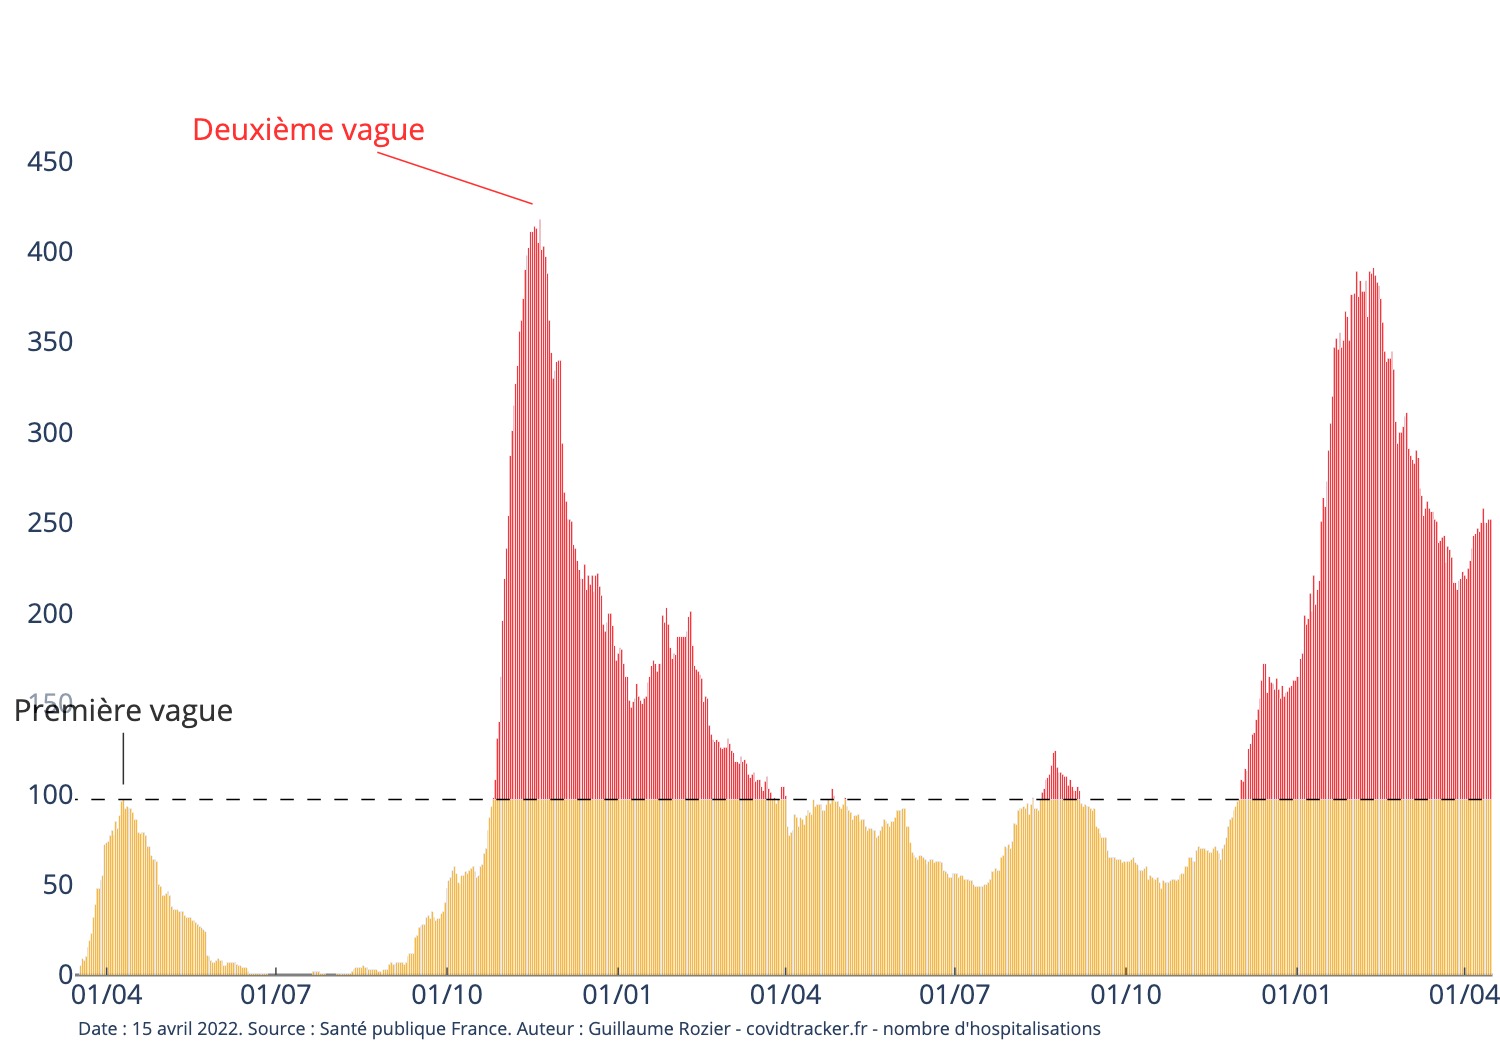 Deuxième vague
450
400
350
300
250
200
150
Première vague
100
50
0
01/04 01/07 01/10 01/01 01/04 01/07 01/10 01/01 01/04
Date : 15 avril 2022. Source : Santé publique France. Auteur : Guillaume Rozier - covidtracker.fr - nombre d'hospitalisations